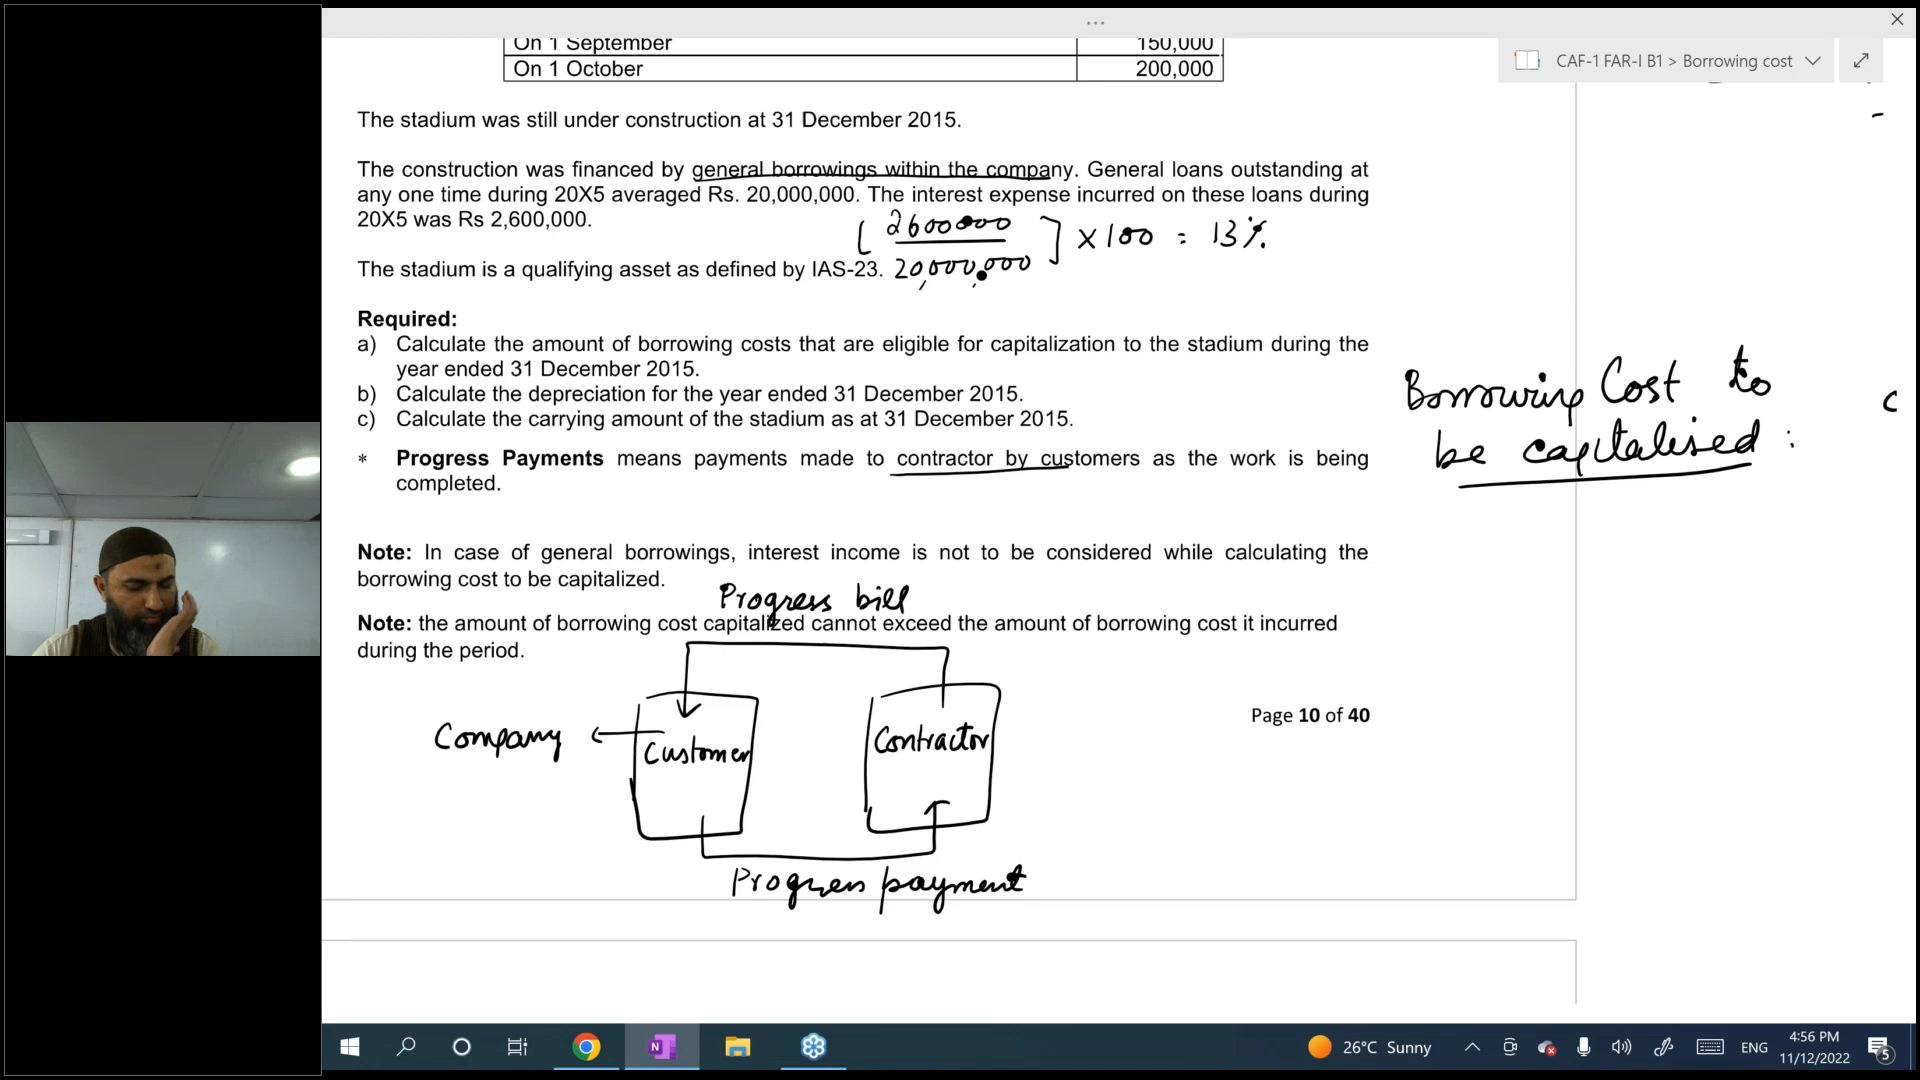 CAF-1 FAR-I B1 > Borrowing cost
On 1 September 150,000
On 1 October 200,000
The stadium was still under construction at 31 December 2015.
The construction was financed by general borrowings within the company. General loans outstanding at
any one time during 20X5 averaged Rs. 20,000,000. The interest expense incurred on these loans during
20X5 was Rs 2,600,000.
[ 2600000
20,000,000 ] x 100 = 13%
The stadium is a qualifying asset as defined by IAS-23.
Required:
a) Calculate the amount of borrowing costs that are eligible for capitalization to the stadium during the
year ended 31 December 2015.
b) Calculate the depreciation for the year ended 31 December 2015.
c) Calculate the carrying amount of the stadium as at 31 December 2015.
Borrowing Cost to
be capitalised :
* Progress Payments means payments made to contractor by customers as the work is being
completed.
Note: In case of general borrowings, interest income is not to be considered while calculating the
borrowing cost to be capitalized.
Progress bill
Note: the amount of borrowing cost capitalized cannot exceed the amount of borrowing cost it incurred
during the period.
Page 10 of 40
Company
Customer
Contractor
Progress payment
26°C Sunny
ENG
4:56 PM
11/12/2022
5